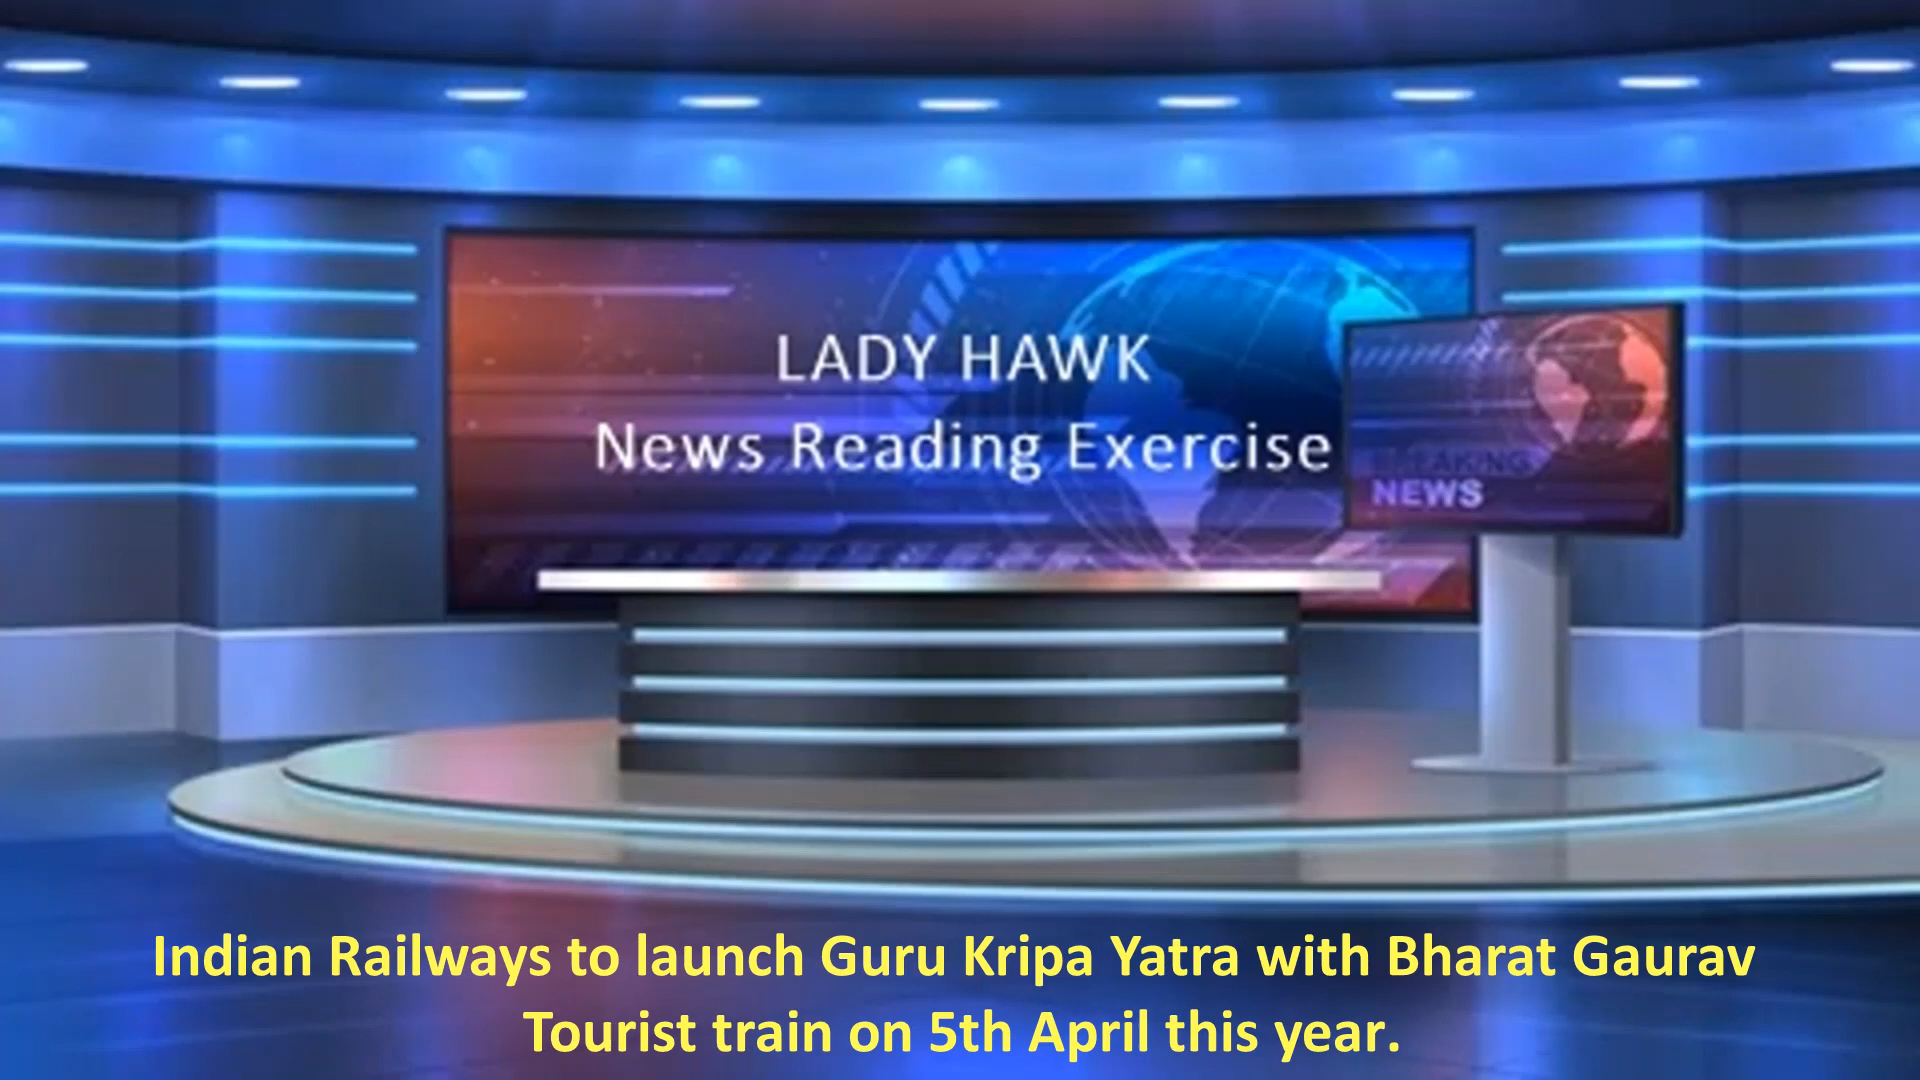 LADY HAWK
News Reading Exercise
BREAKING
NEWS
Indian Railways to launch Guru Kripa Yatra with Bharat Gaurav
Tourist train on 5th April this year.